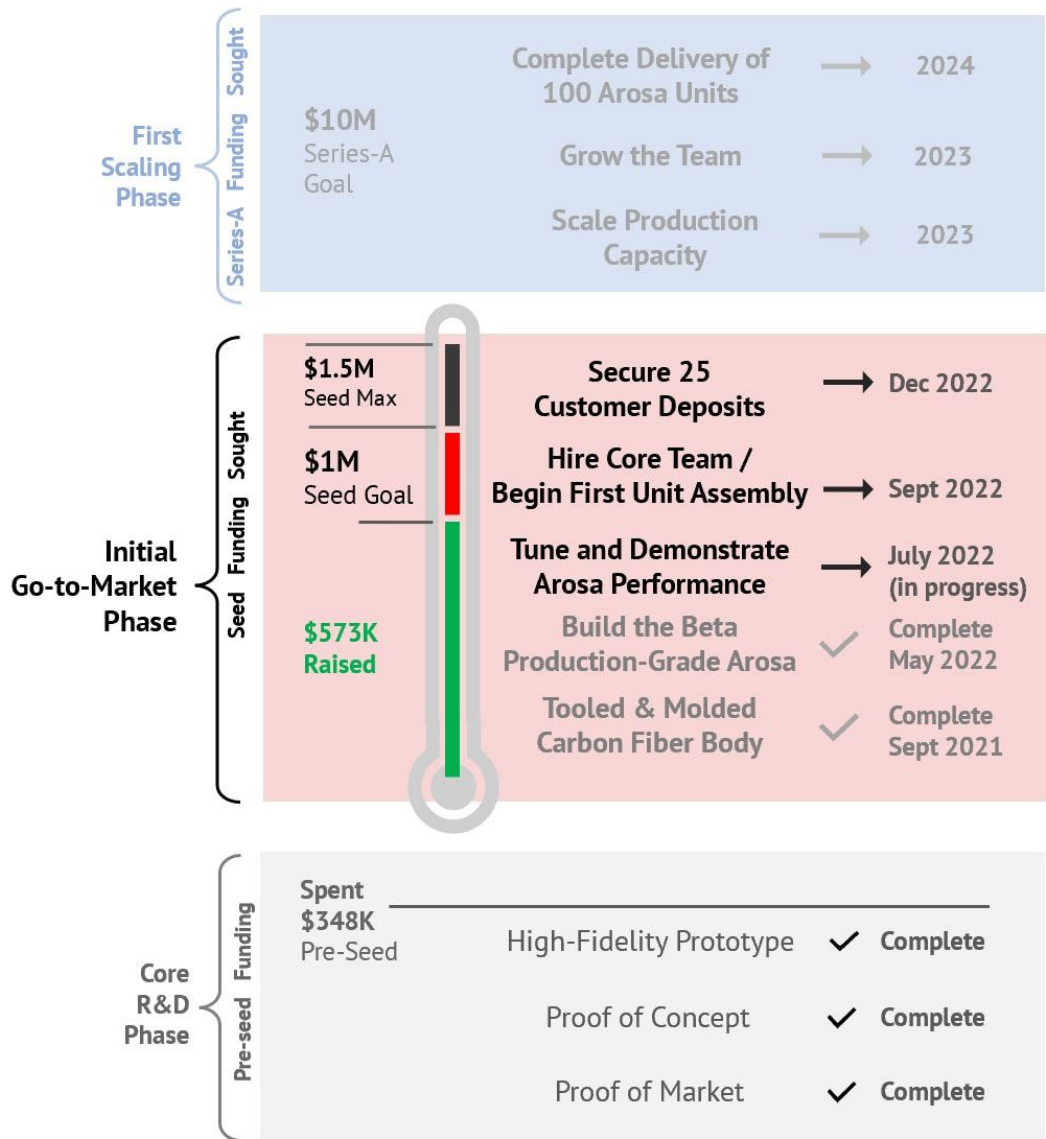 First
Scaling
Phase
Series-A Funding Sought
$10M
Series-A
Goal
Complete Delivery of
100 Arosa Units
2024
Grow the Team
2023
Scale Production
Capacity
2023
Initial
Go-to-Market
Phase
Seed Funding Sought
$1.5M
Seed Max
$1M
Seed Goal
$573K
Raised
Secure 25
Customer Deposits
Dec 2022
Hire Core Team /
Begin First Unit Assembly
Sept 2022
Tune and Demonstrate
Arosa Performance
July 2022
(in progress)
Build the Beta
Production-Grade Arosa
Complete
May 2022
Tooled & Molded
Carbon Fiber Body
Complete
Sept 2021
Core
R&D
Phase
Pre-seed Funding
Spent
$348K
Pre-Seed
High-Fidelity Prototype
Complete
Proof of Concept
Complete
Proof of Market
Complete